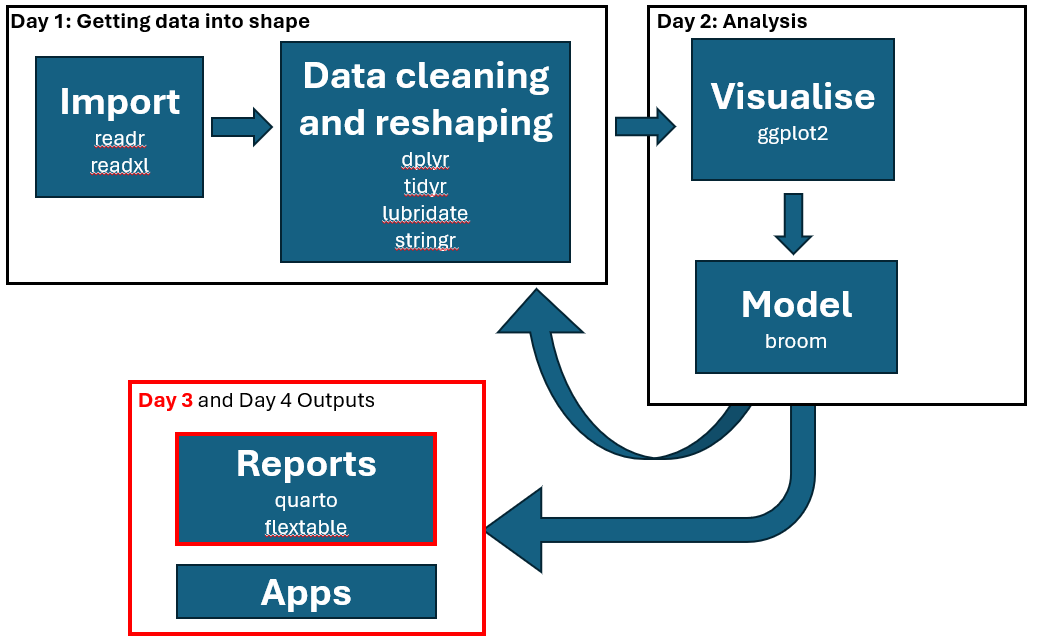 Day 1: Getting data into shape
Import
readr
readxl
Data cleaning
and reshaping
dplyr
tidyr
lubridate
stringr
Day 2: Analysis
Visualise
ggplot2
Model
broom
Day 3 and Day 4 Outputs
Reports
quarto
flextable
Apps